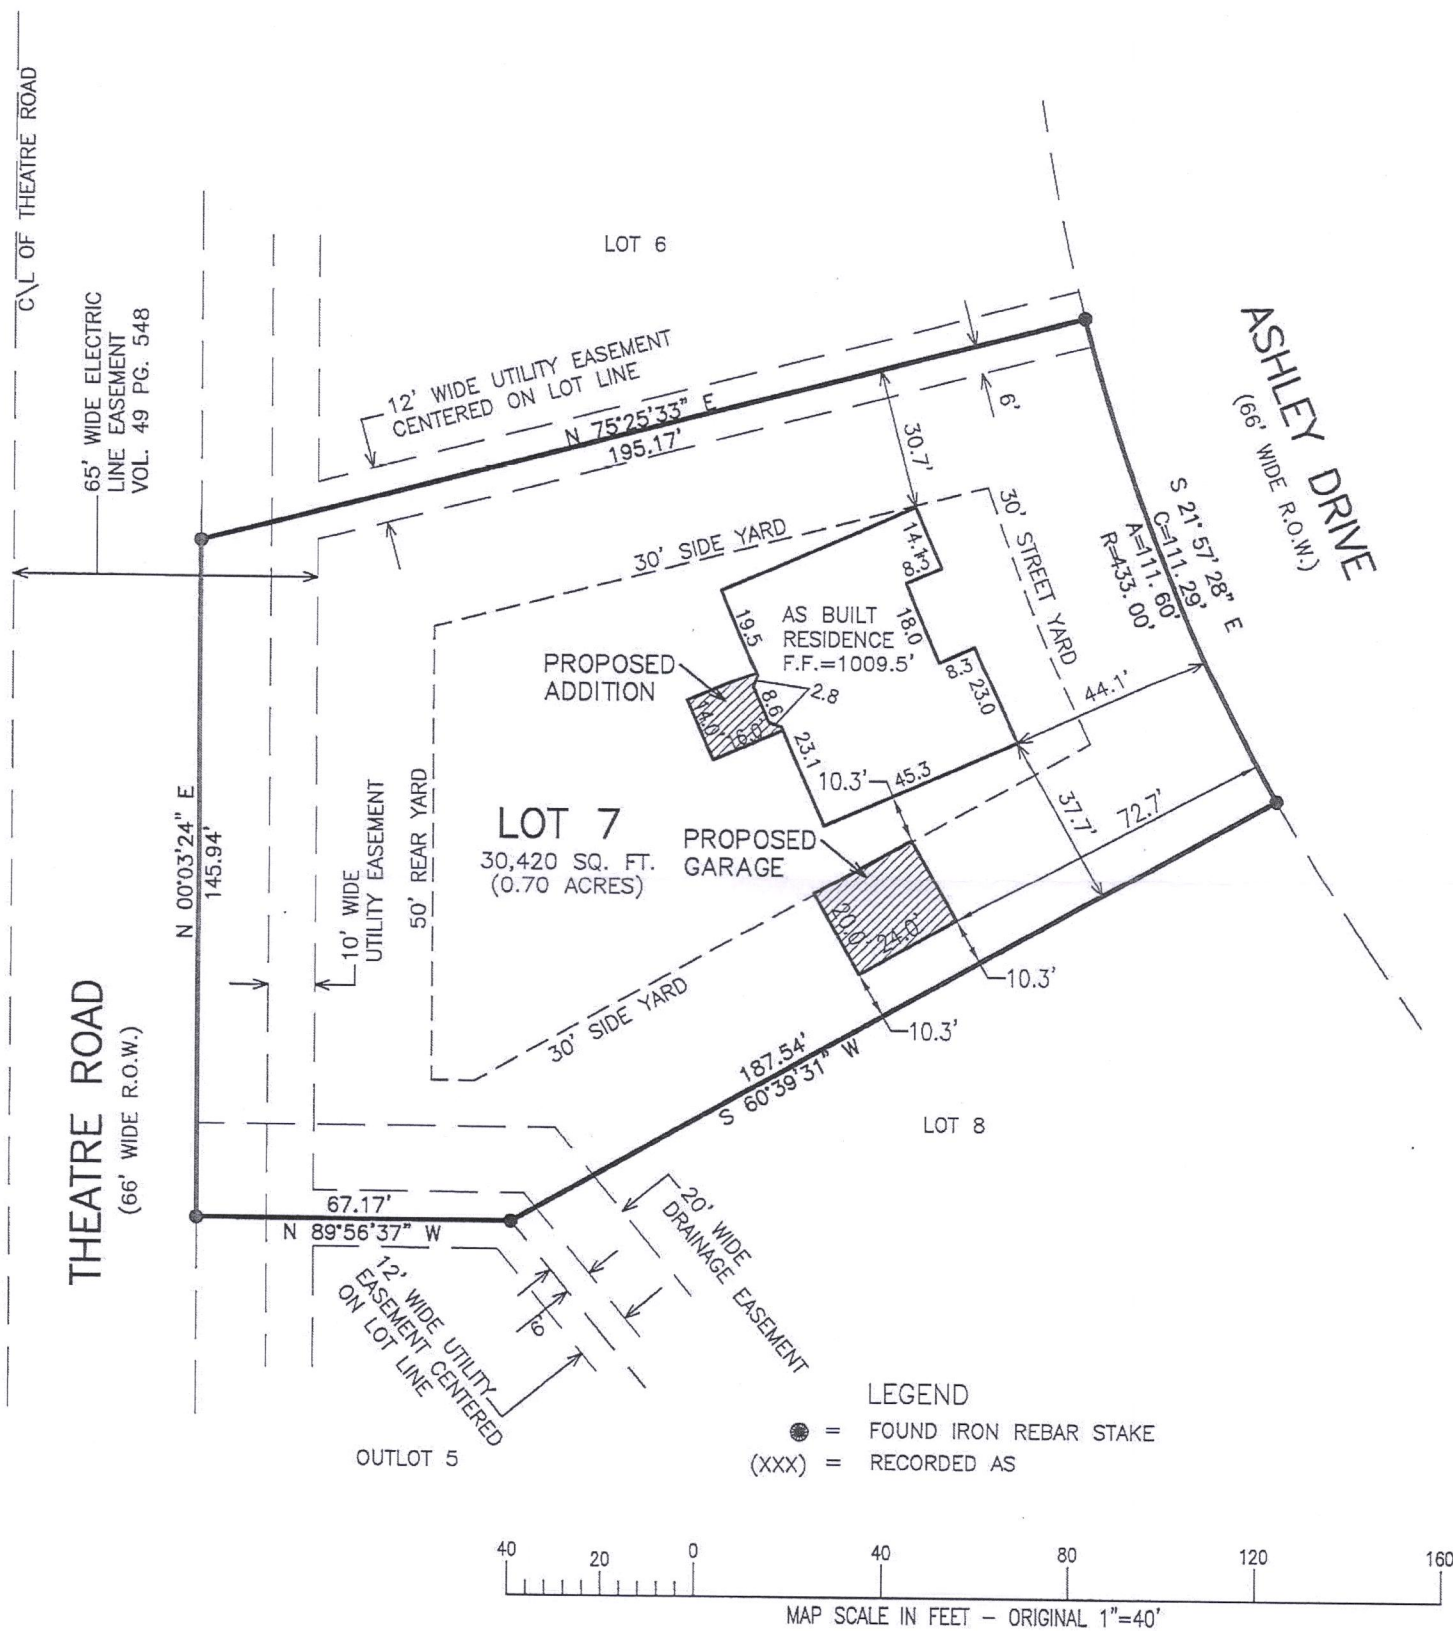 C\L OF THEATRE ROAD
65' WIDE ELECTRIC
LINE EASEMENT
VOL. 49 PG. 548
LOT 6
12' WIDE UTILITY EASEMENT
CENTERED ON LOT LINE
N 75°25'33" E
195.17'
6'
30.7'
ASHLEY DRIVE
(66' WIDE R.O.W.)
S 21°57'28" E
C=111.29'
A=111.60'
R=433.00'
30' SIDE YARD
30' STREET YARD
14.1
8.3
18.0
8.3
23.0
19.5
AS BUILT
RESIDENCE
F.F.=1009.5'
PROPOSED
ADDITION
2.8
8.6
14.0'
16.0'
23.1
45.3
10.3'
44.1'
37.7'
72.7'
N 00°03'24" E
145.94'
10' WIDE
UTILITY EASEMENT
50' REAR YARD
LOT 7
30,420 SQ. FT.
(0.70 ACRES)
PROPOSED
GARAGE
20.0'
24.0'
10.3'
10.3'
30' SIDE YARD
187.54'
S 60°39'31" W
LOT 8
THEATRE ROAD
(66' WIDE R.O.W.)
67.17'
N 89°56'37" W
20' WIDE
DRAINAGE EASEMENT
12' WIDE UTILITY
EASEMENT CENTERED
ON LOT LINE
6'
OUTLOT 5
LEGEND
= FOUND IRON REBAR STAKE
(XXX) = RECORDED AS
40 20 0 40 80 120 160
MAP SCALE IN FEET – ORIGINAL 1"=40'